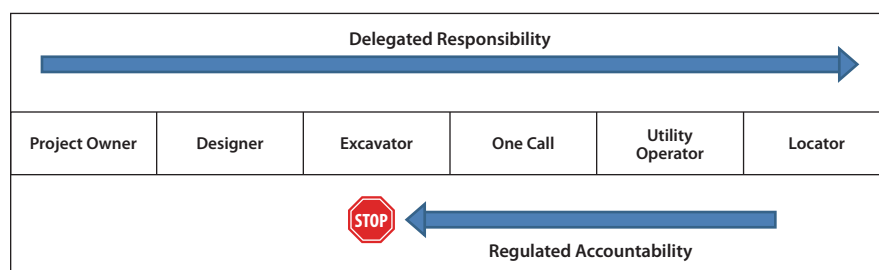 Delegated Responsibility
Project Owner
Designer
Excavator
One Call
Utility
Operator
Locator
STOP
Regulated Accountability